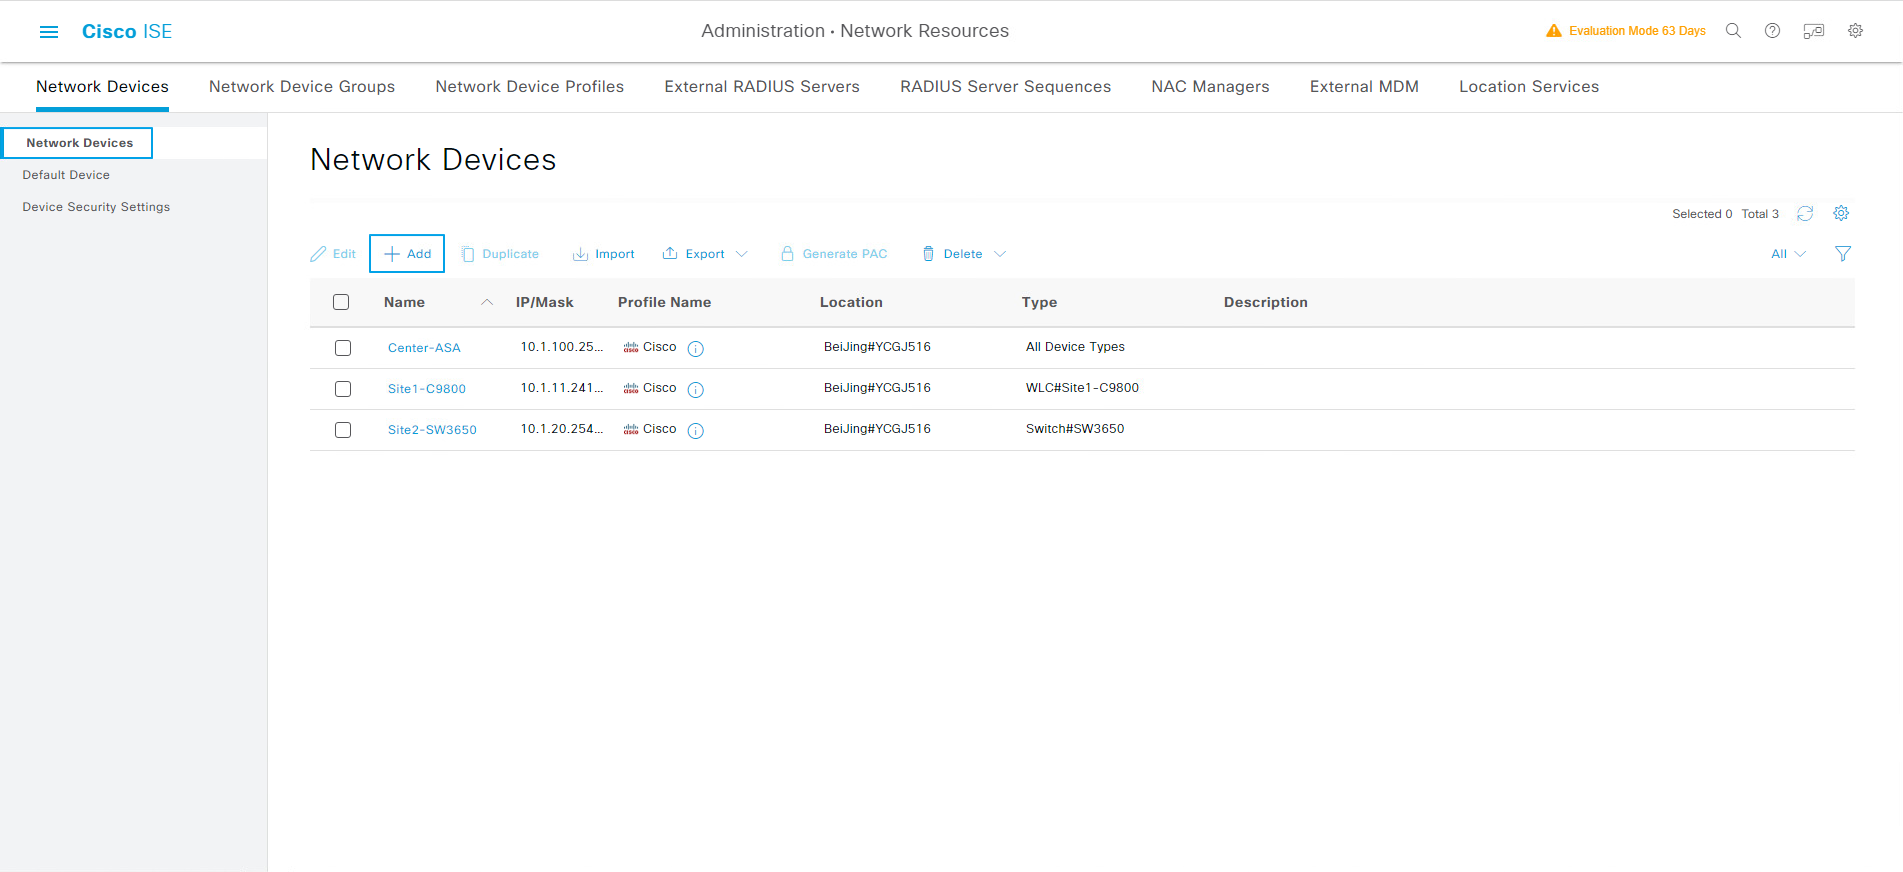 Cisco ISE
Administration · Network Resources
Evaluation Mode 63 Days
Network Devices
Network Device Groups
Network Device Profiles
External RADIUS Servers
RADIUS Server Sequences
NAC Managers
External MDM
Location Services
Network Devices
Default Device
Device Security Settings
Network Devices
Selected 0 Total 3
Edit
Add
Duplicate
Import
Export
Generate PAC
Delete
All
Name IP/Mask Profile Name Location Type Description
Center-ASA 10.1.100.25... Cisco BeiJing#YCGJ516 All Device Types
Site1-C9800 10.1.11.241... Cisco BeiJing#YCGJ516 WLC#Site1-C9800
Site2-SW3650 10.1.20.254... Cisco BeiJing#YCGJ516 Switch#SW3650